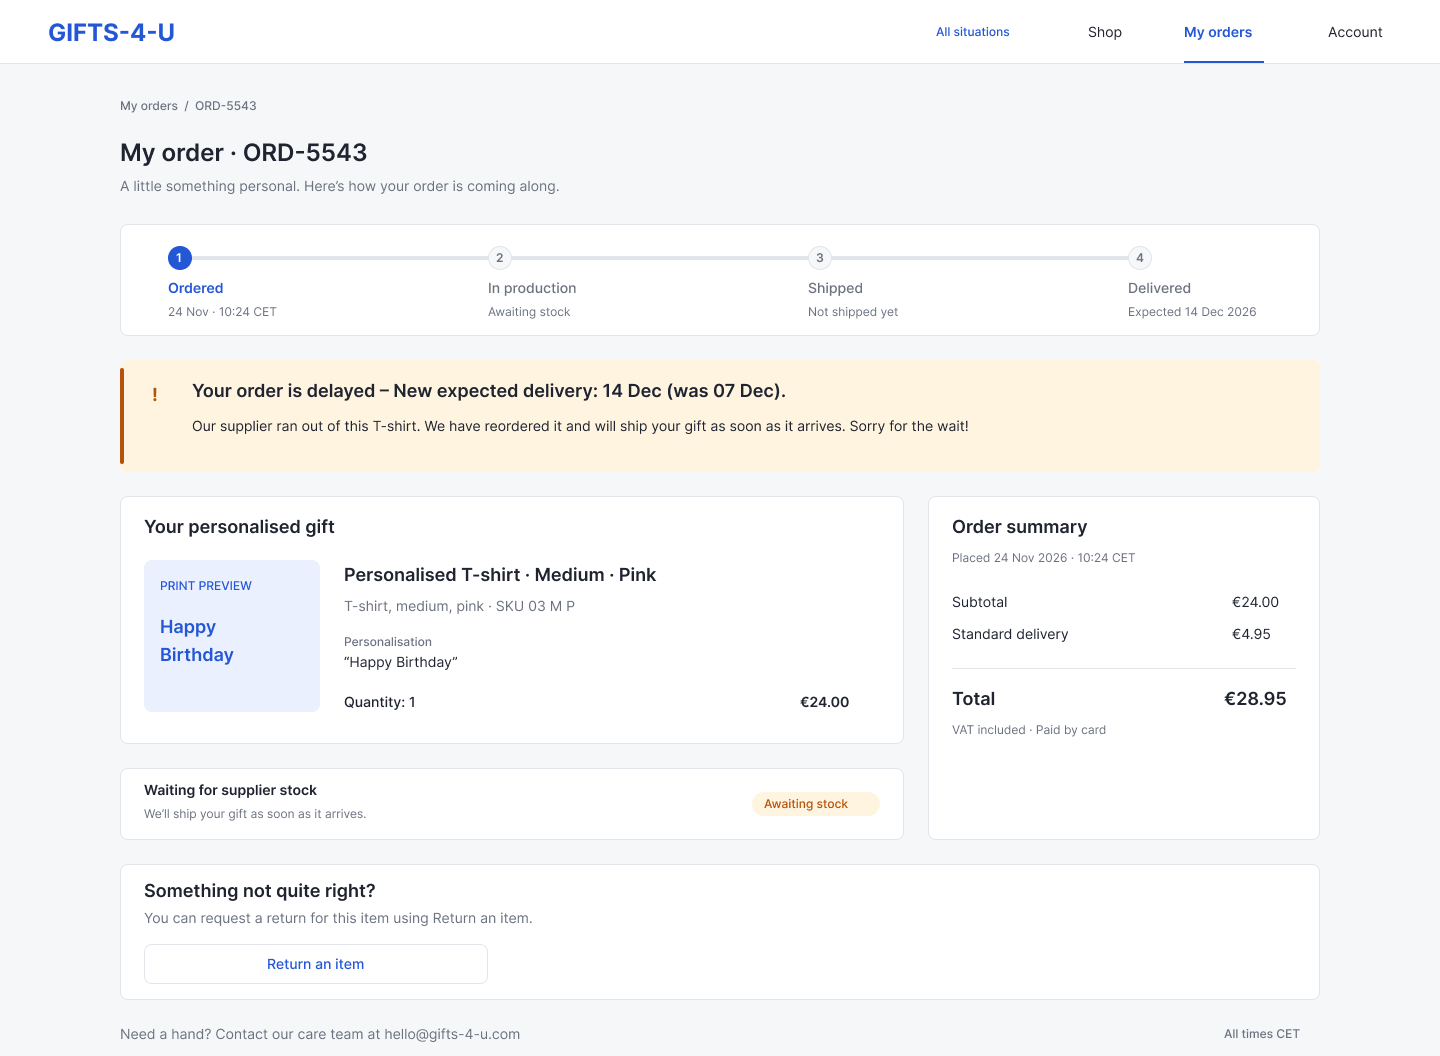 GIFTS-4-U
All situations
Shop
My orders
Account
My orders / ORD-5543
My order · ORD-5543
A little something personal. Here’s how your order is coming along.
1
2
3
4
Ordered
In production
Shipped
Delivered
24 Nov · 10:24 CET
Awaiting stock
Not shipped yet
Expected 14 Dec 2026
!
Your order is delayed – New expected delivery: 14 Dec (was 07 Dec).
Our supplier ran out of this T-shirt. We have reordered it and will ship your gift as soon as it arrives. Sorry for the wait!
Your personalised gift
PRINT PREVIEW
Happy
Birthday
Personalised T-shirt · Medium · Pink
T-shirt, medium, pink · SKU 03 M P
Personalisation
“Happy Birthday”
Quantity: 1
€24.00
Order summary
Placed 24 Nov 2026 · 10:24 CET
Subtotal €24.00
Standard delivery €4.95
Total €28.95
VAT included · Paid by card
Waiting for supplier stock
We’ll ship your gift as soon as it arrives.
Awaiting stock
Something not quite right?
You can request a return for this item using Return an item.
Return an item
Need a hand? Contact our care team at hello@gifts-4-u.com
All times CET